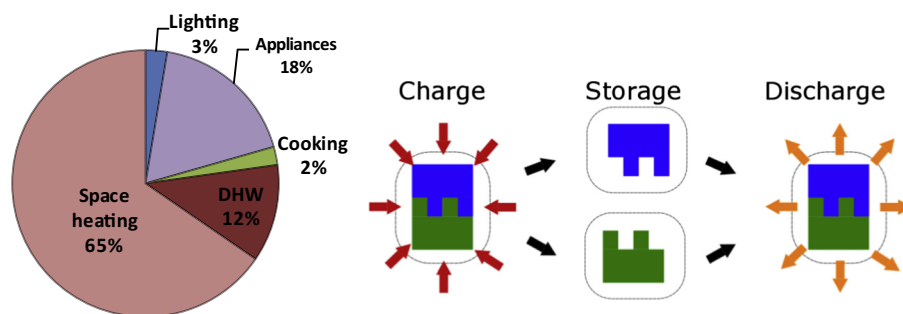 Lighting
3%
Appliances
18%
Cooking
2%
DHW
12%
Space
heating
65%
Charge
Storage
Discharge